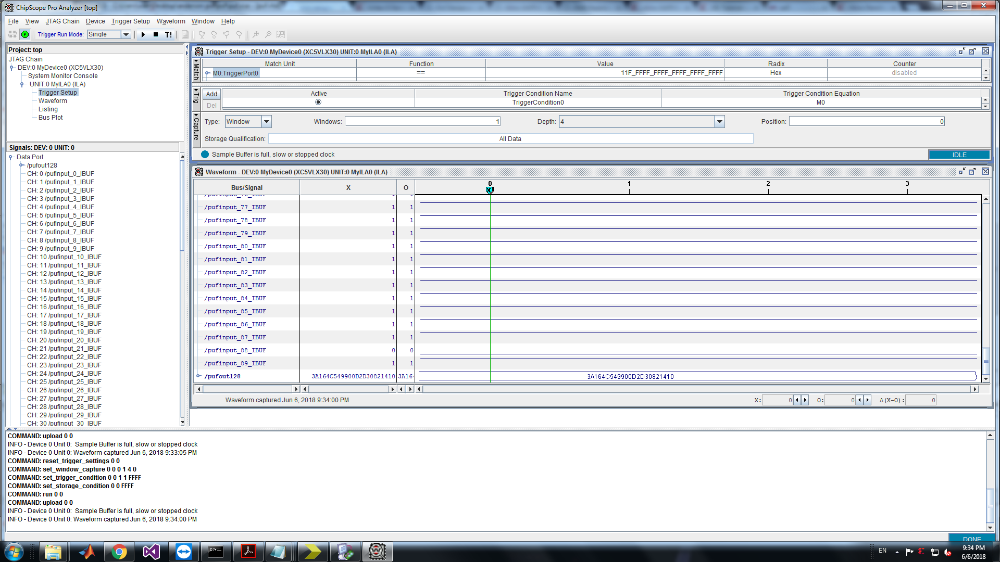 ChipScope Pro Analyzer [top]
File View JTAG Chain Device Trigger Setup Waveform Window Help
Trigger Run Mode: Single T!
Project: top
JTAG Chain
DEV:0 MyDevice0 (XC5VLX30)
System Monitor Console
UNIT:0 MyILA0 (ILA)
Trigger Setup
Waveform
Listing
Bus Plot
Signals: DEV: 0 UNIT: 0
Data Port
/pufout128
CH: 0 /pufinput_0_IBUF
CH: 1 /pufinput_1_IBUF
CH: 2 /pufinput_2_IBUF
CH: 3 /pufinput_3_IBUF
CH: 4 /pufinput_4_IBUF
CH: 5 /pufinput_5_IBUF
CH: 6 /pufinput_6_IBUF
CH: 7 /pufinput_7_IBUF
CH: 8 /pufinput_8_IBUF
CH: 9 /pufinput_9_IBUF
CH: 10 /pufinput_10_IBUF
CH: 11 /pufinput_11_IBUF
CH: 12 /pufinput_12_IBUF
CH: 13 /pufinput_13_IBUF
CH: 14 /pufinput_14_IBUF
CH: 15 /pufinput_15_IBUF
CH: 16 /pufinput_16_IBUF
CH: 17 /pufinput_17_IBUF
CH: 18 /pufinput_18_IBUF
CH: 19 /pufinput_19_IBUF
CH: 20 /pufinput_20_IBUF
CH: 21 /pufinput_21_IBUF
CH: 22 /pufinput_22_IBUF
CH: 23 /pufinput_23_IBUF
CH: 24 /pufinput_24_IBUF
CH: 25 /pufinput_25_IBUF
CH: 26 /pufinput_26_IBUF
CH: 27 /pufinput_27_IBUF
CH: 28 /pufinput_28_IBUF
CH: 29 /pufinput_29_IBUF
CH: 30 /pufinput_30_IBUF
Trigger Setup - DEV:0 MyDevice0 (XC5VLX30) UNIT:0 MyILA0 (ILA)
Match
Match Unit Function Value Radix Counter
M0:TriggerPort0 == 11F_FFFF_FFFF_FFFF_FFFF_FFFF Hex disabled
Trig
Add Active Trigger Condition Name Trigger Condition Equation
Del TriggerCondition0 M0
Capture
Type: Window Windows: 1 Depth: 4 Position: 0
Storage Qualification: All Data
Sample Buffer is full, slow or stopped clock IDLE
Waveform - DEV:0 MyDevice0 (XC5VLX30) UNIT:0 MyILA0 (ILA)
Bus/Signal X O 0 1 2 3
X
/pufinput_76_IBUF 1 1
/pufinput_77_IBUF 1 1
/pufinput_78_IBUF 1 1
/pufinput_79_IBUF 1 1
/pufinput_80_IBUF 1 1
/pufinput_81_IBUF 1 1
/pufinput_82_IBUF 1 1
/pufinput_83_IBUF 1 1
/pufinput_84_IBUF 1 1
/pufinput_85_IBUF 1 1
/pufinput_86_IBUF 1 1
/pufinput_87_IBUF 1 1
/pufinput_88_IBUF 0 0
/pufinput_89_IBUF 1 1
/pufout128 3A164C549900D2D30821410 3A16 3A164C549900D2D30821410
Waveform captured Jun 6, 2018 9:34:00 PM X: 0 O: 0 Δ(X-O): 0
COMMAND: upload 0 0
INFO - Device 0 Unit 0: Sample Buffer is full, slow or stopped clock
INFO - Device 0 Unit 0: Waveform captured Jun 6, 2018 9:33:05 PM
COMMAND: reset_trigger_settings 0 0
COMMAND: set_window_capture 0 0 0 1 4 0
COMMAND: set_trigger_condition 0 0 1 1 FFFF
COMMAND: set_storage_condition 0 0 FFFF
COMMAND: run 0 0
COMMAND: upload 0 0
INFO - Device 0 Unit 0: Sample Buffer is full, slow or stopped clock
INFO - Device 0 Unit 0: Waveform captured Jun 6, 2018 9:34:00 PM
DONE
EN 9:34 PM
6/6/2018